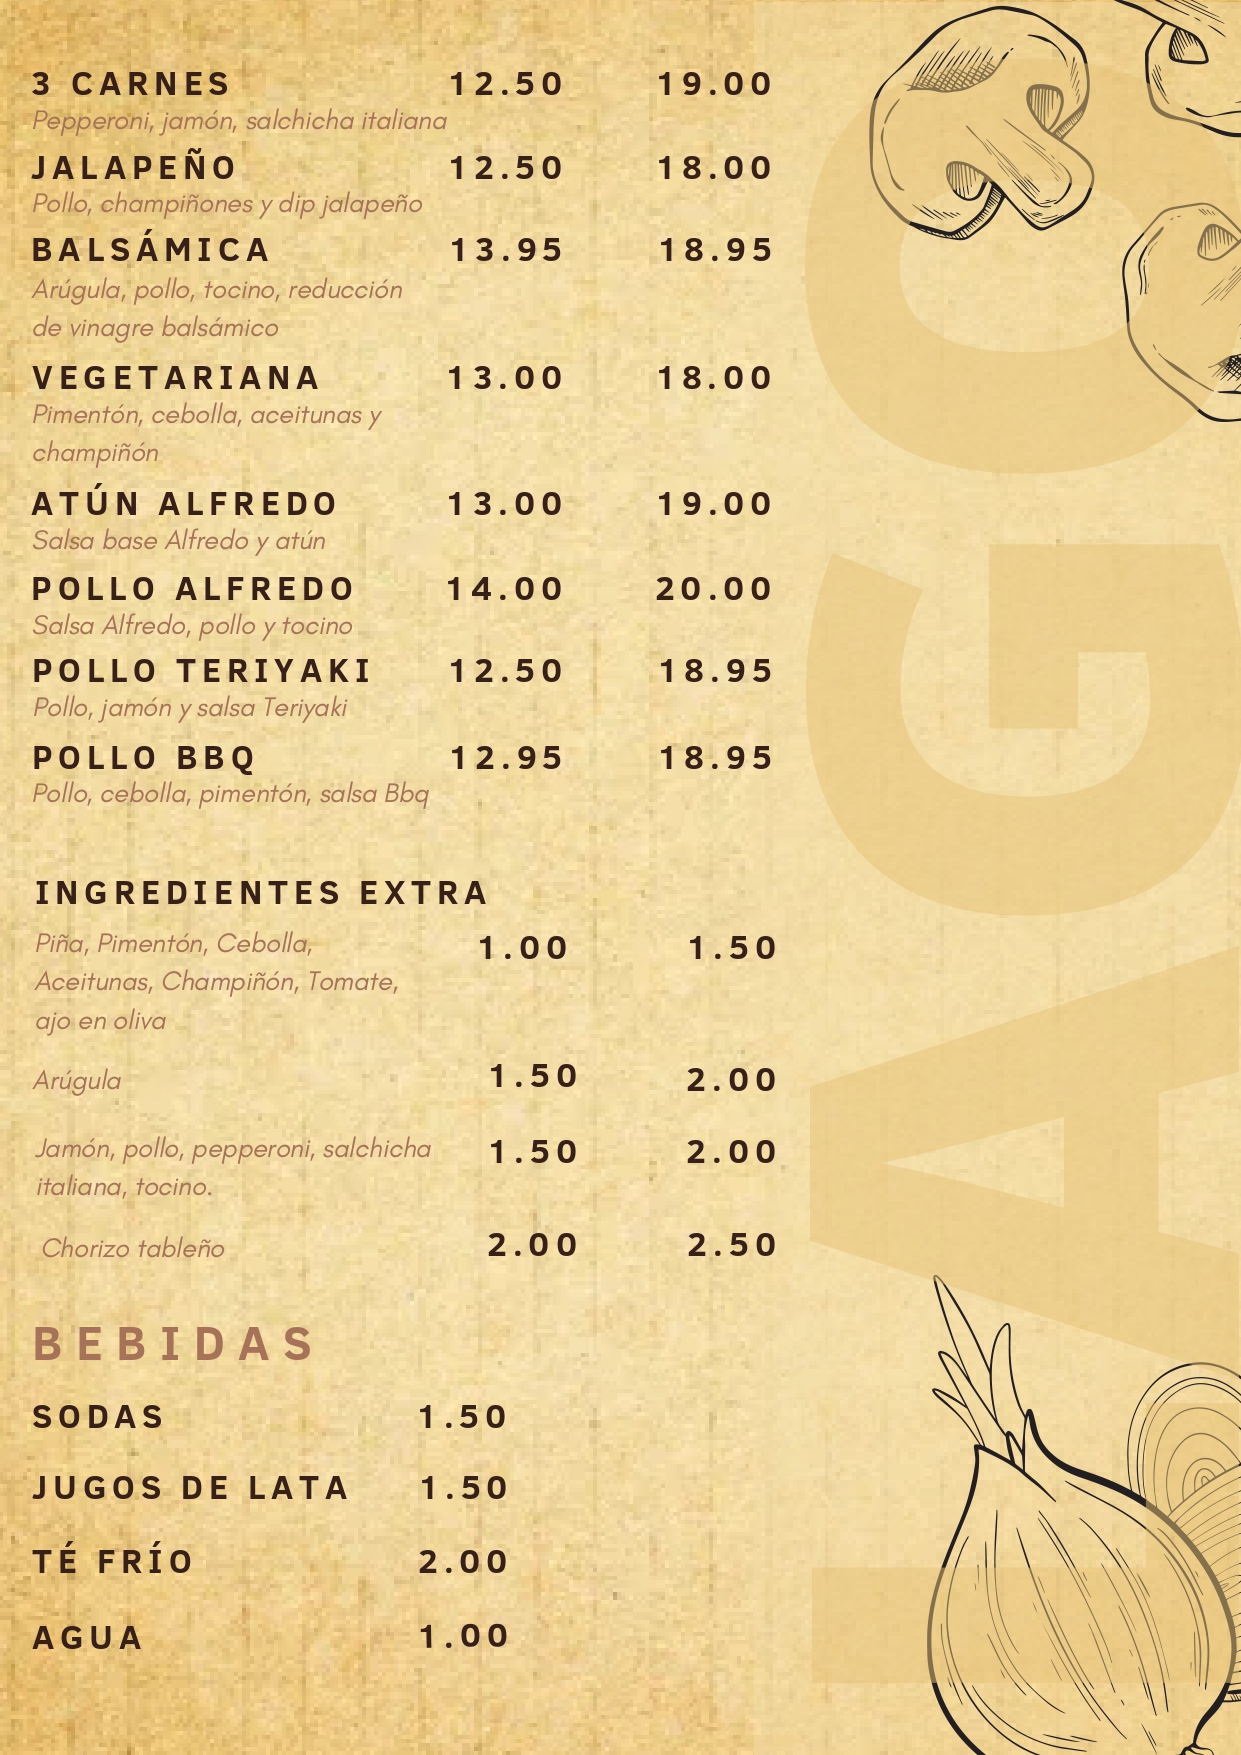 3 CARNES 12.50 19.00
Pepperoni, jamón, salchicha italiana
JALAPEÑO 12.50 18.00
Pollo, champiñones y dip jalapeño
BALSÁMICA 13.95 18.95
Arúgula, pollo, tocino, reducción
de vinagre balsámico
VEGETARIANA 13.00 18.00
Pimentón, cebolla, aceitunas y
champiñón
ATÚN ALFREDO 13.00 19.00
Salsa base Alfredo y atún
POLLO ALFREDO 14.00 20.00
Salsa Alfredo, pollo y tocino
POLLO TERIYAKI 12.50 18.95
Pollo, jamón y salsa Teriyaki
POLLO BBQ 12.95 18.95
Pollo, cebolla, pimentón, salsa Bbq
INGREDIENTES EXTRA
Piña, Pimentón, Cebolla, 1.00 1.50
Aceitunas, Champiñón, Tomate,
ajo en oliva
Arúgula 1.50 2.00
Jamón, pollo, pepperoni, salchicha 1.50 2.00
italiana, tocino.
Chorizo tableño 2.00 2.50
BEBIDAS
SODAS 1.50
JUGOS DE LATA 1.50
TÉ FRÍO 2.00
AGUA 1.00
LAGO